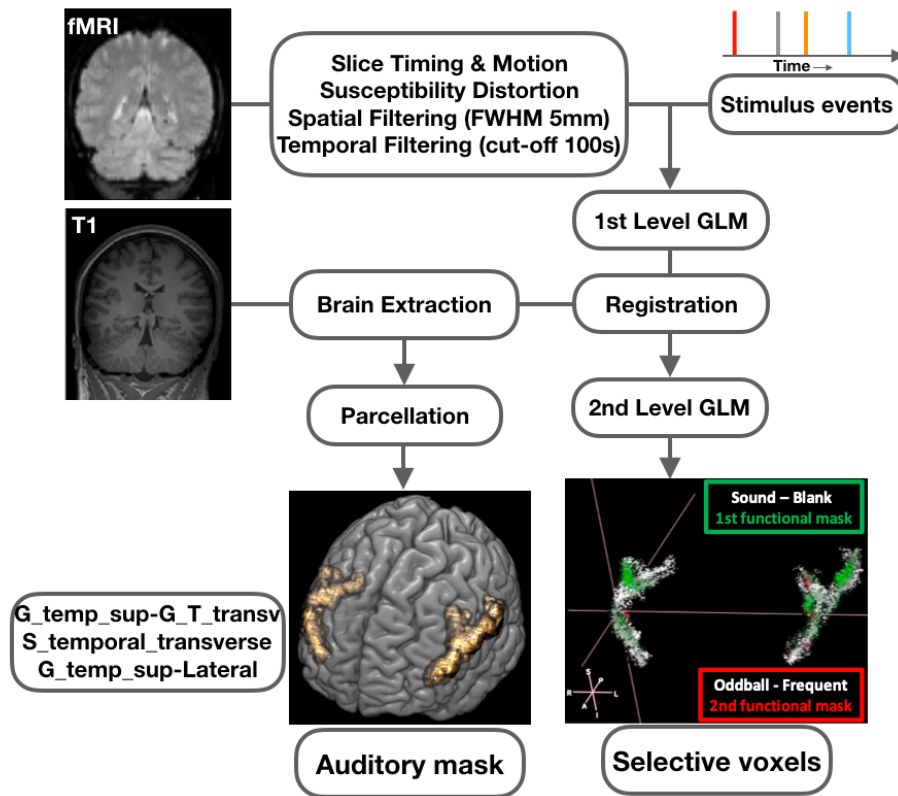 fMRI
Slice Timing & Motion
Susceptibility Distortion
Spatial Filtering (FWHM 5mm)
Temporal Filtering (cut-off 100s)
Time
Stimulus events
T1
1st Level GLM
Brain Extraction
Registration
Parcellation
2nd Level GLM
Sound – Blank
1st functional mask
G_temp_sup-G_T_transv
S_temporal_transverse
G_temp_sup-Lateral
S
P
R
L
A
I
Oddball - Frequent
2nd functional mask
Auditory mask
Selective voxels